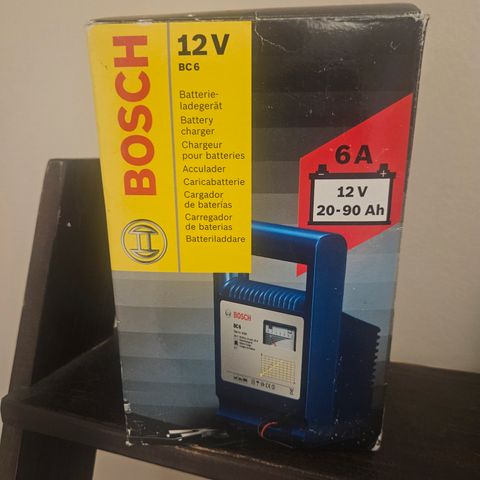 BOSCH
12 V
BC 6
Batterie-
ladegerät
Battery
charger
Chargeur
pour batteries
Acculader
Caricabatterie
Cargador
de baterias
Carregador
de baterias
Batteriladdare
6 A
12 V
20-90 Ah
BOSCH
BC 6